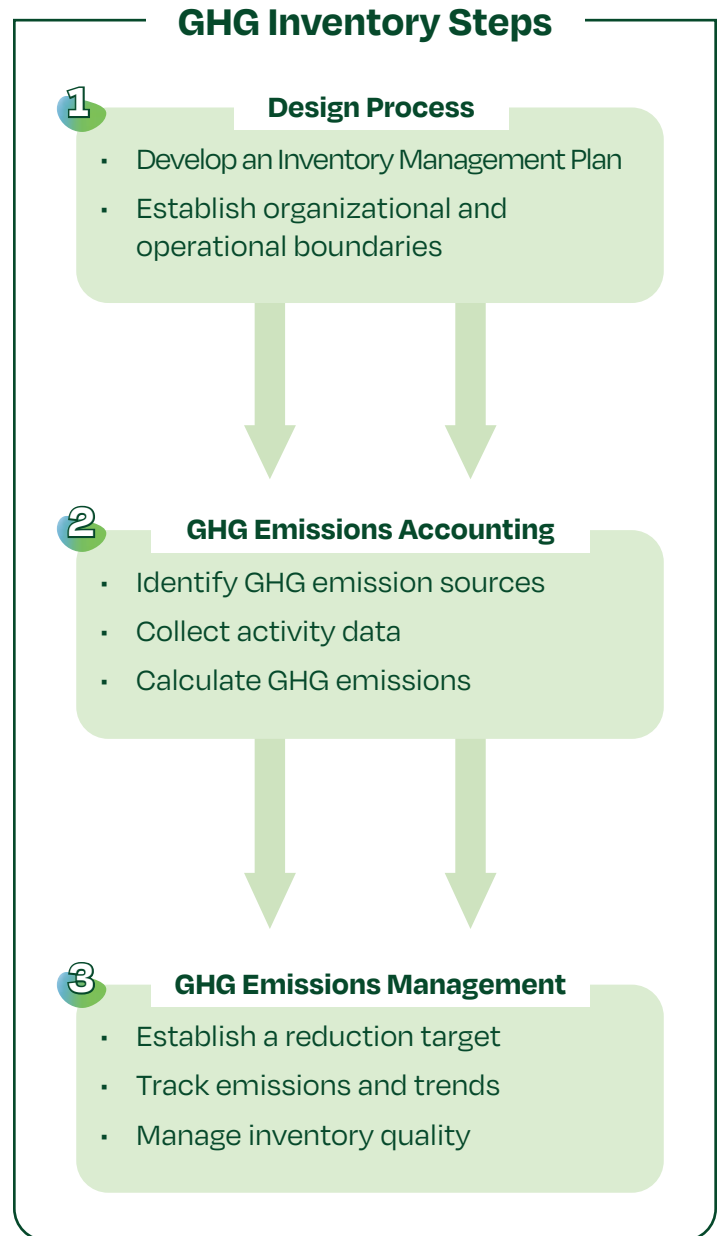 GHG Inventory Steps
1
Design Process
• Develop an Inventory Management Plan
• Establish organizational and
operational boundaries
2
GHG Emissions Accounting
• Identify GHG emission sources
• Collect activity data
• Calculate GHG emissions
3
GHG Emissions Management
• Establish a reduction target
• Track emissions and trends
• Manage inventory quality